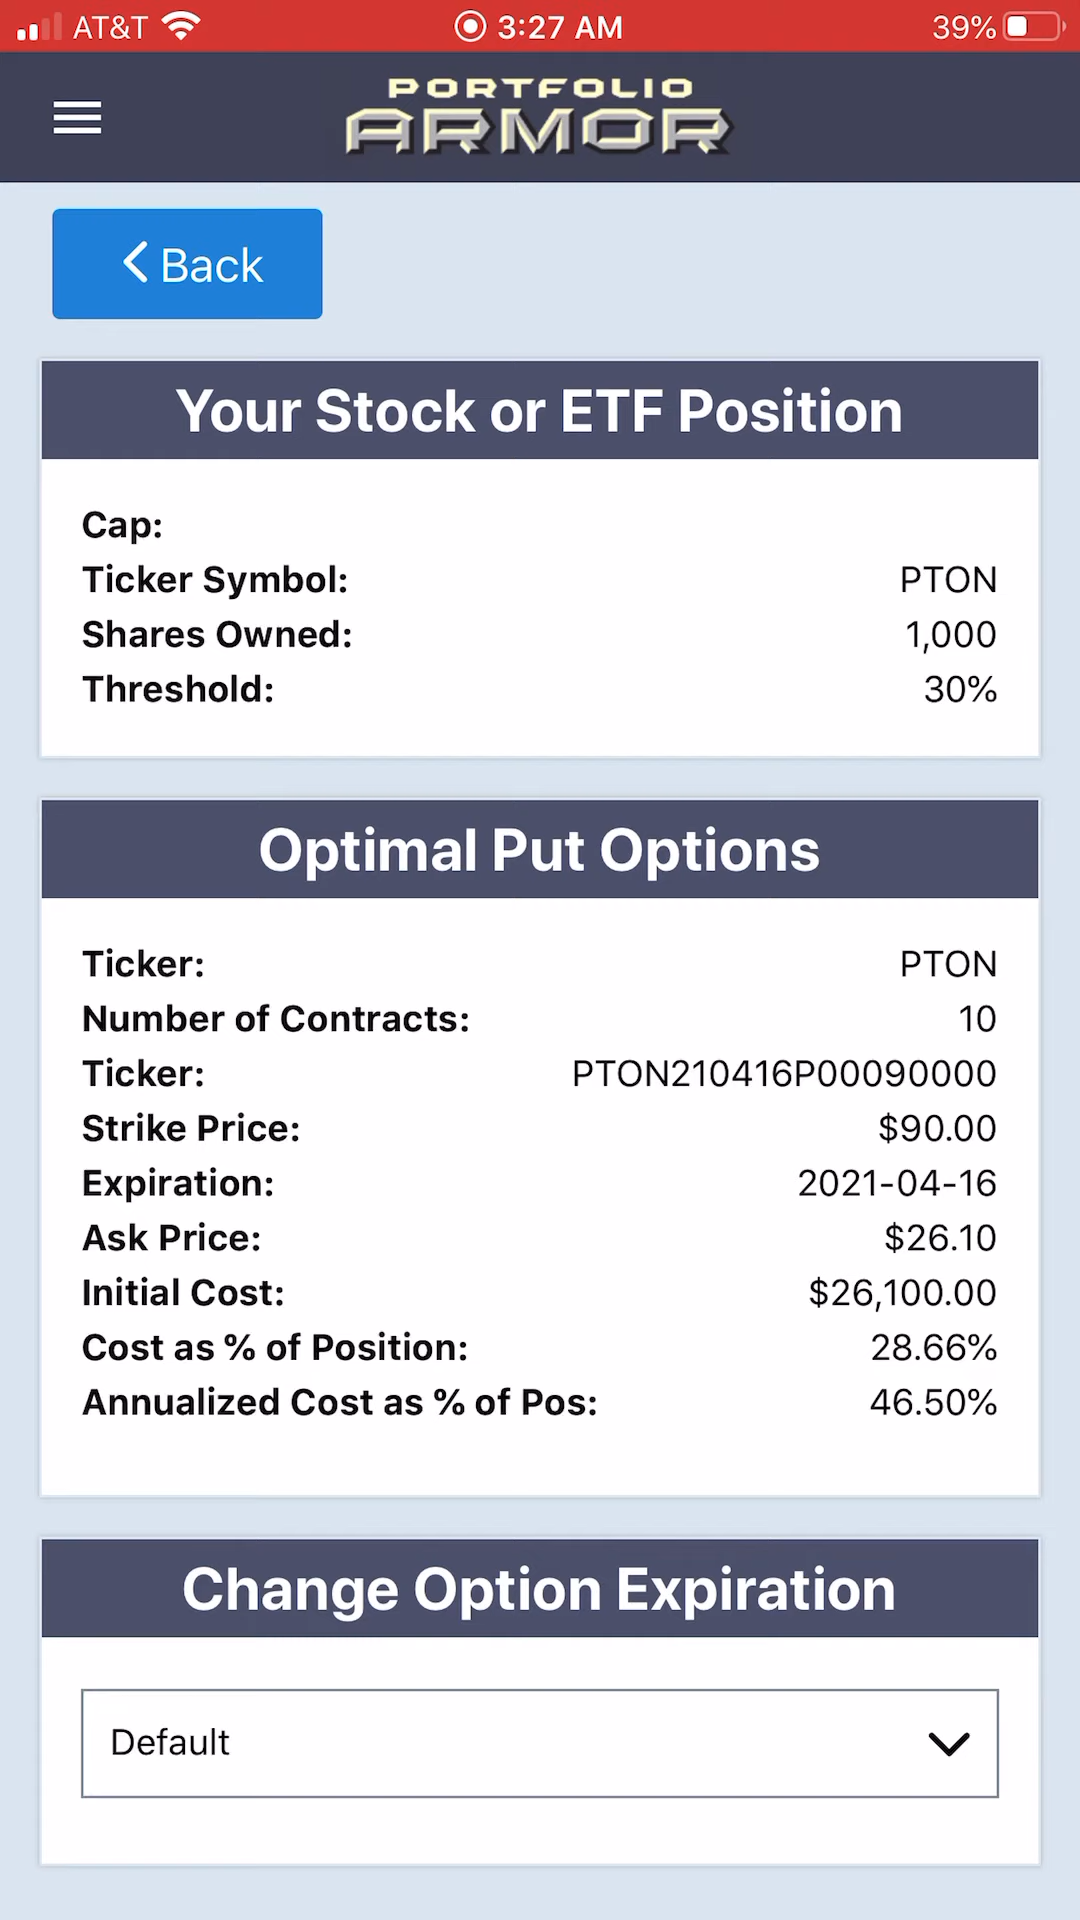 AT&T 3:27 AM 39%
PORTFOLIO
ARMOR
Back
Your Stock or ETF Position
Cap:
Ticker Symbol: PTON
Shares Owned: 1,000
Threshold: 30%
Optimal Put Options
Ticker: PTON
Number of Contracts: 10
Ticker: PTON210416P00090000
Strike Price: $90.00
Expiration: 2021-04-16
Ask Price: $26.10
Initial Cost: $26,100.00
Cost as % of Position: 28.66%
Annualized Cost as % of Pos: 46.50%
Change Option Expiration
Default